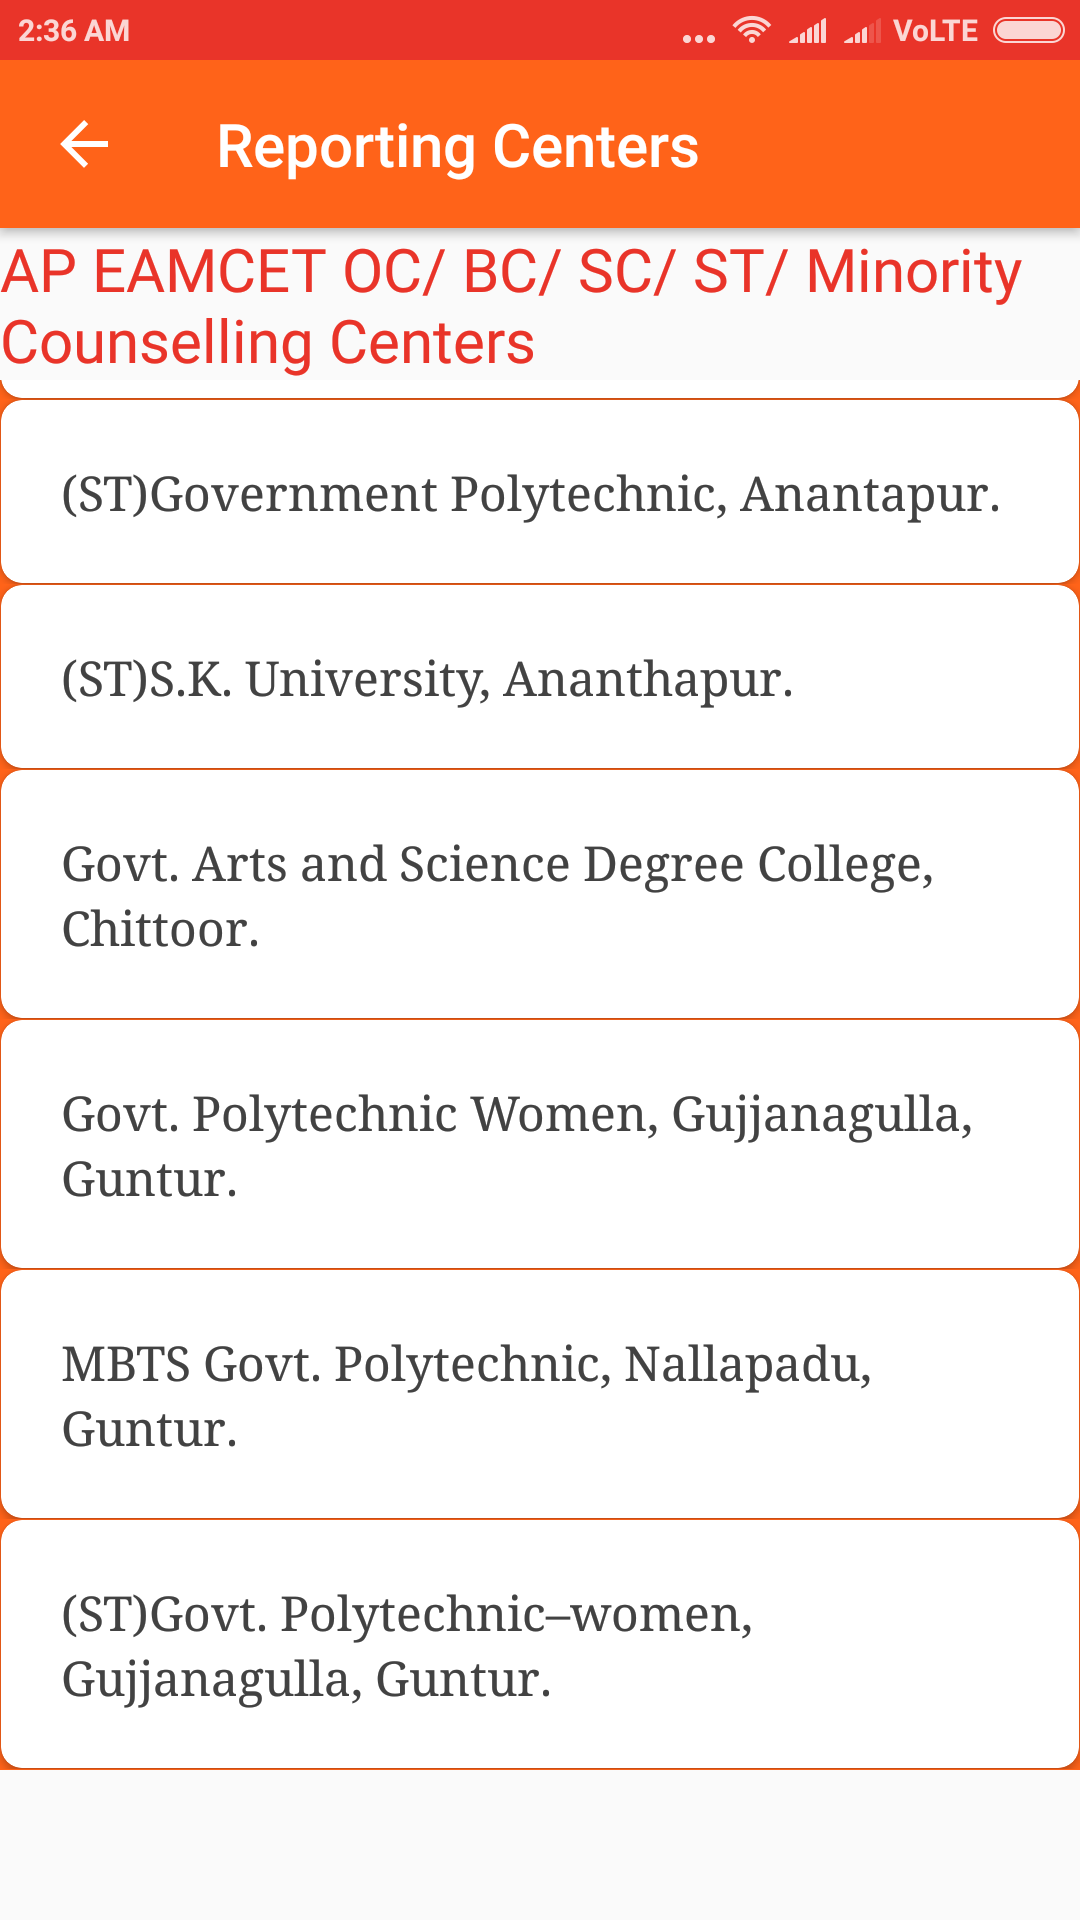 2:36 AM
VoLTE
Reporting Centers
AP EAMCET OC/ BC/ SC/ ST/ Minority
Counselling Centers
(ST)Government Polytechnic, Anantapur.
(ST)S.K. University, Ananthapur.
Govt. Arts and Science Degree College,
Chittoor.
Govt. Polytechnic Women, Gujjanagulla,
Guntur.
MBTS Govt. Polytechnic, Nallapadu,
Guntur.
(ST)Govt. Polytechnic–women,
Gujjanagulla, Guntur.